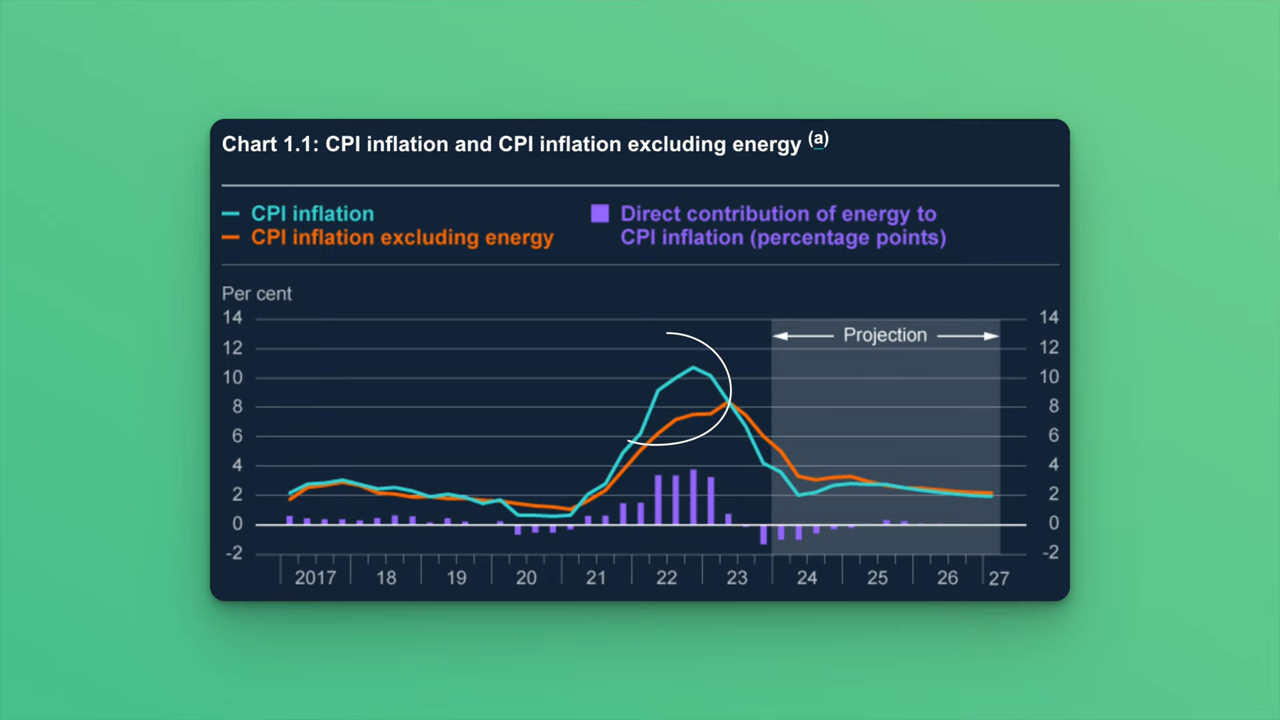 Chart 1.1: CPI inflation and CPI inflation excluding energy (a)
CPI inflation
CPI inflation excluding energy
Direct contribution of energy to
CPI inflation (percentage points)
Per cent
Projection
14 14
12 12
10 10
8 8
6 6
4 4
2 2
0 0
-2 -2
2017 18 19 20 21 22 23 24 25 26 27